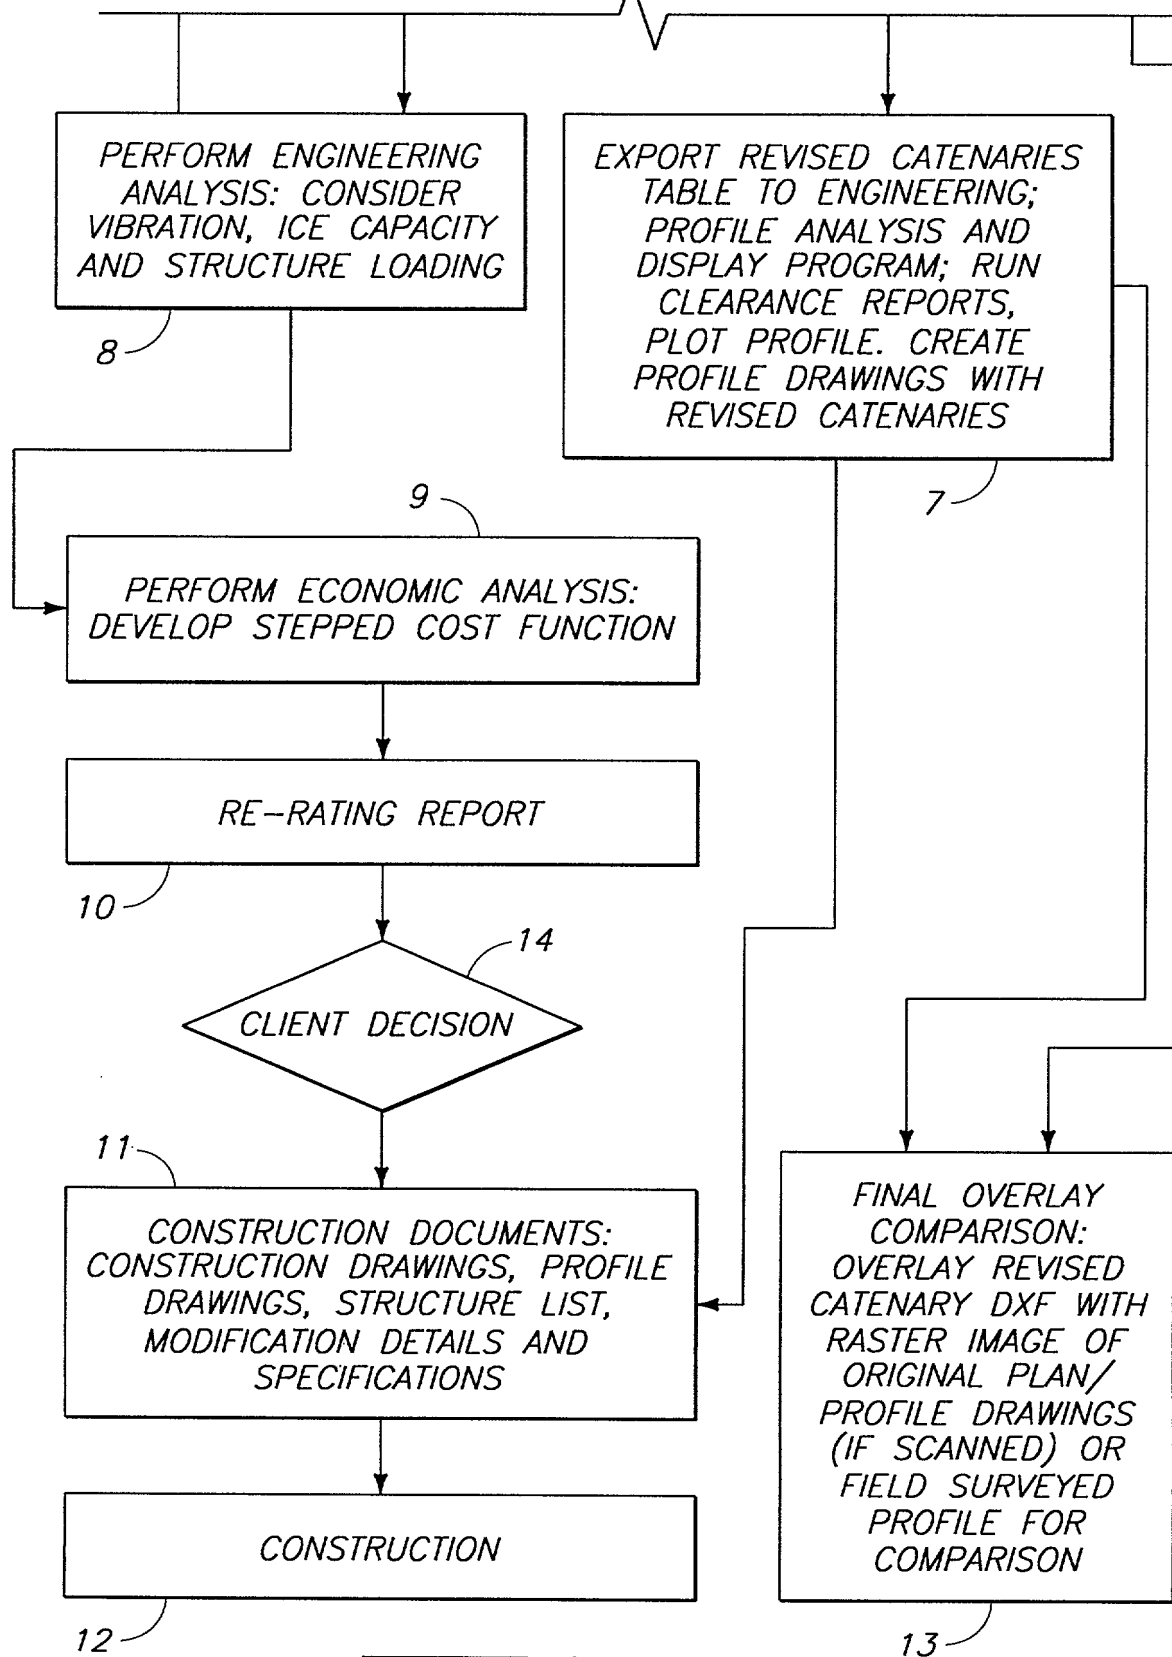 PERFORM ENGINEERING
ANALYSIS: CONSIDER
VIBRATION, ICE CAPACITY
AND STRUCTURE LOADING
8
EXPORT REVISED CATENARIES
TABLE TO ENGINEERING;
PROFILE ANALYSIS AND
DISPLAY PROGRAM; RUN
CLEARANCE REPORTS,
PLOT PROFILE. CREATE
PROFILE DRAWINGS WITH
REVISED CATENARIES
7
9
PERFORM ECONOMIC ANALYSIS:
DEVELOP STEPPED COST FUNCTION
RE-RATING REPORT
10
14
CLIENT DECISION
11
CONSTRUCTION DOCUMENTS:
CONSTRUCTION DRAWINGS, PROFILE
DRAWINGS, STRUCTURE LIST,
MODIFICATION DETAILS AND
SPECIFICATIONS
CONSTRUCTION
12
FINAL OVERLAY
COMPARISON:
OVERLAY REVISED
CATENARY DXF WITH
RASTER IMAGE OF
ORIGINAL PLAN/
PROFILE DRAWINGS
(IF SCANNED) OR
FIELD SURVEYED
PROFILE FOR
COMPARISON
13